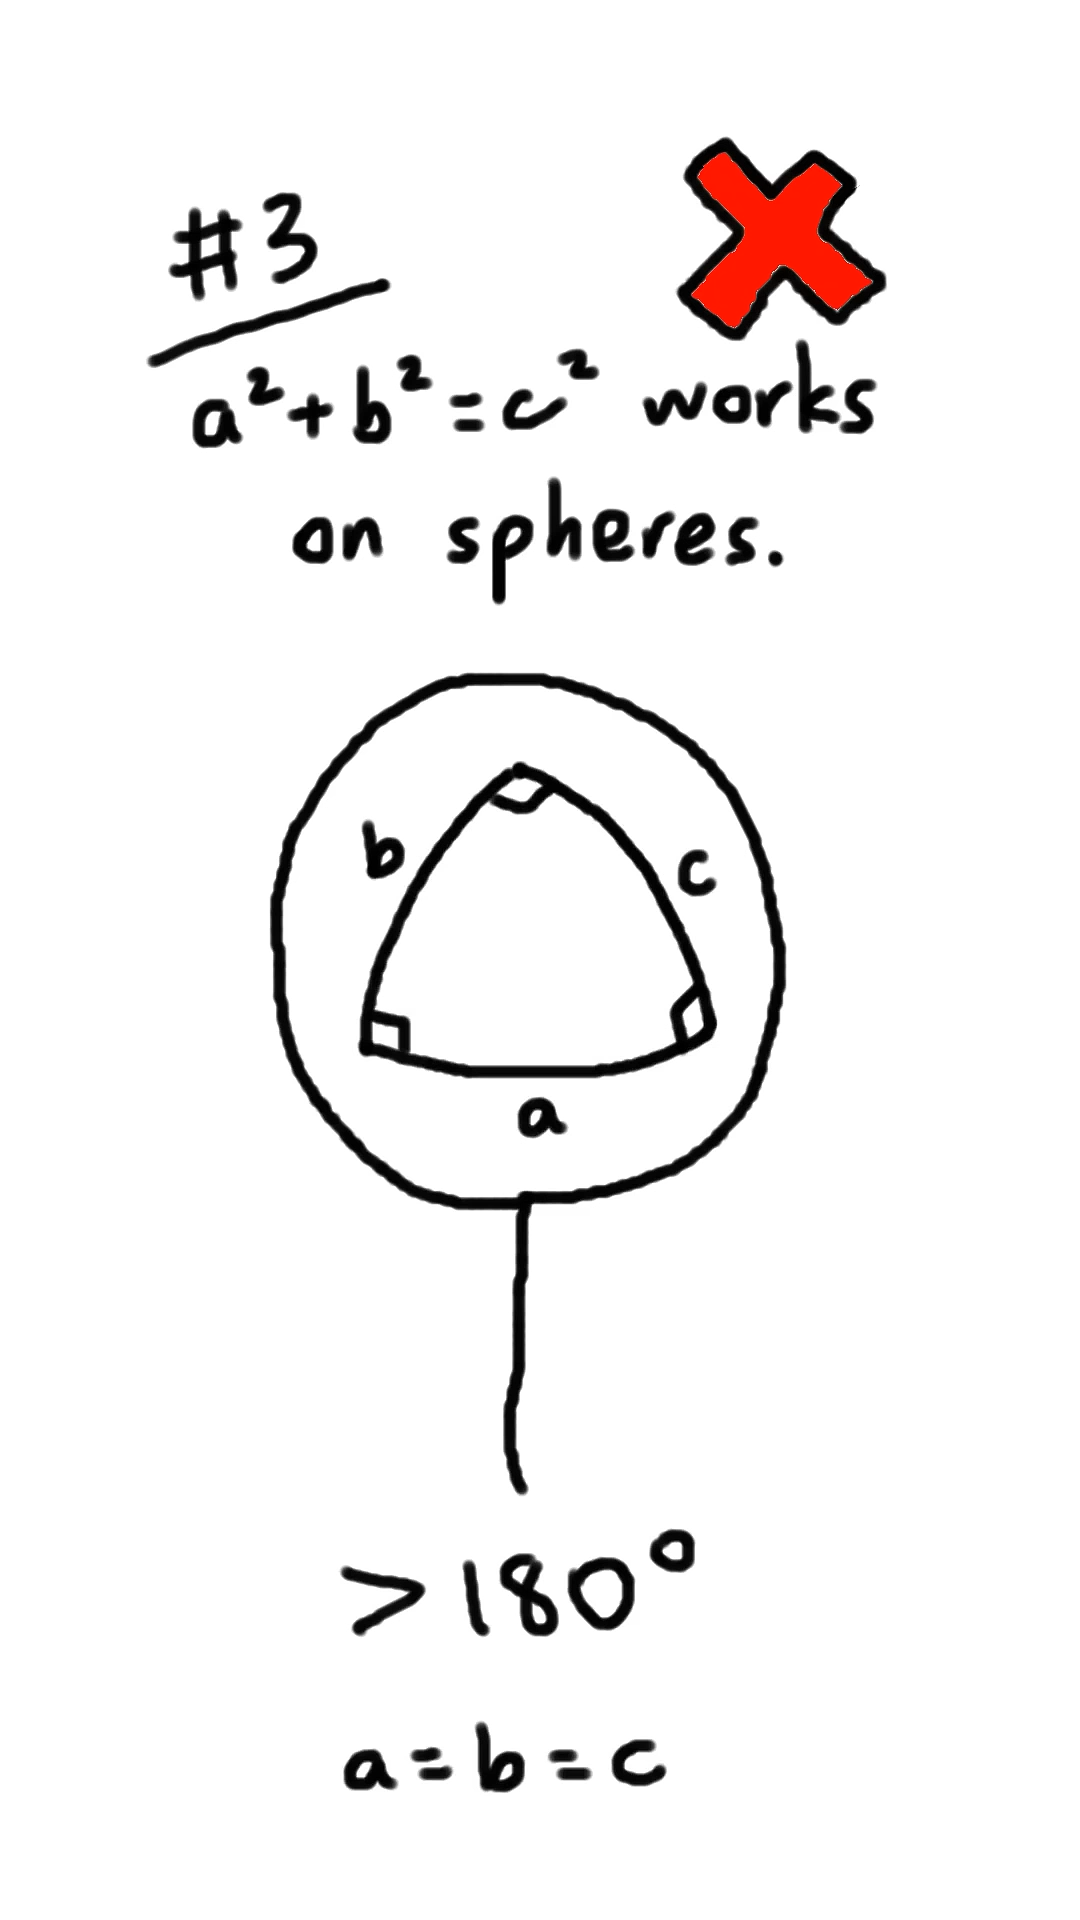 #3
a²+b²=c² works
on spheres.
b
c
a
>180°
a=b=c